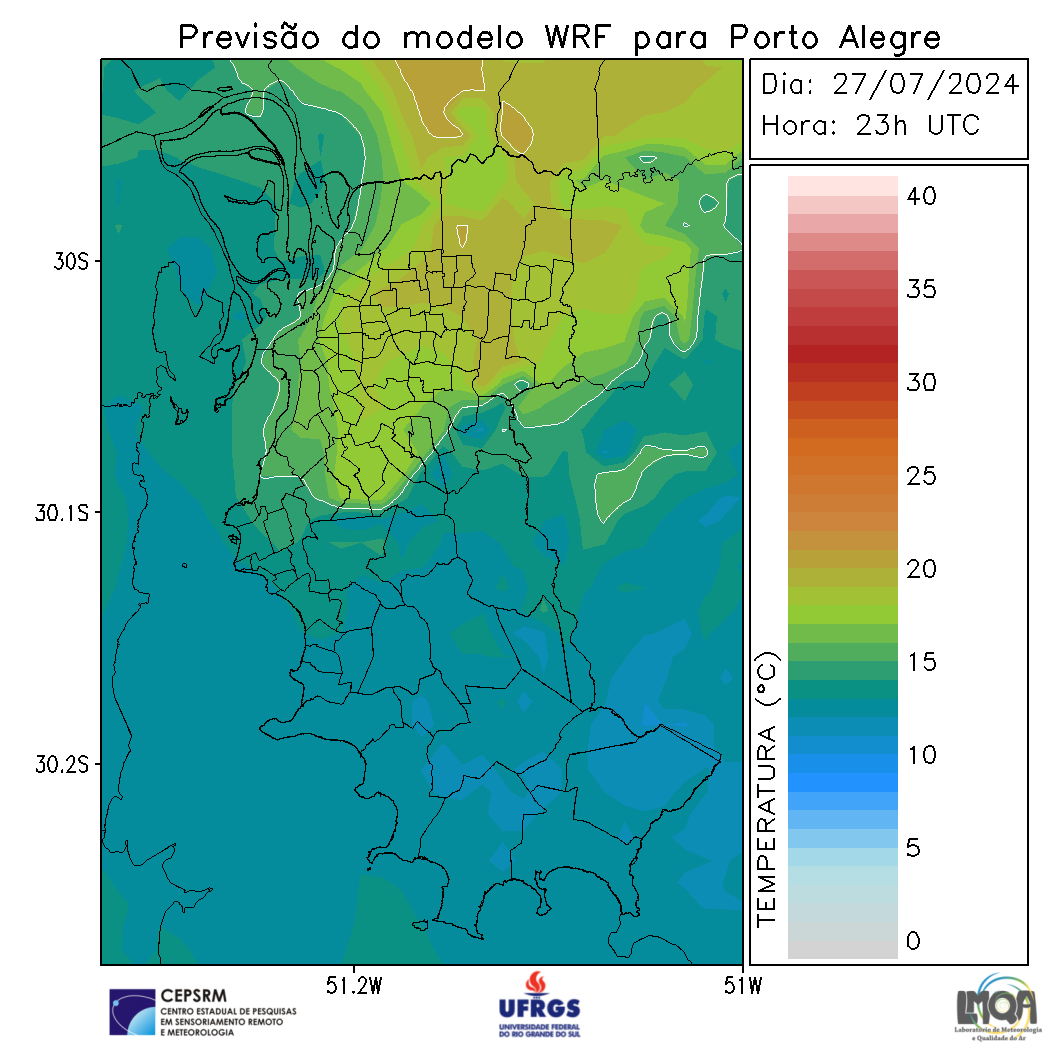 Previsão do modelo WRF para Porto Alegre
Dia: 27/07/2024
Hora: 23h UTC
40
35
30
25
20
15
10
5
0
TEMPERATURA (°C)
30S
30.1S
30.2S
51.2W
51W
CEPSRM
CENTRO ESTADUAL DE PESQUISAS
EM SENSORIAMENTO REMOTO
E METEOROLOGIA
UFRGS
UNIVERSIDADE FEDERAL
DO RIO GRANDE DO SUL
LMQA
Laboratório de Meteorologia
e Qualidade do Ar